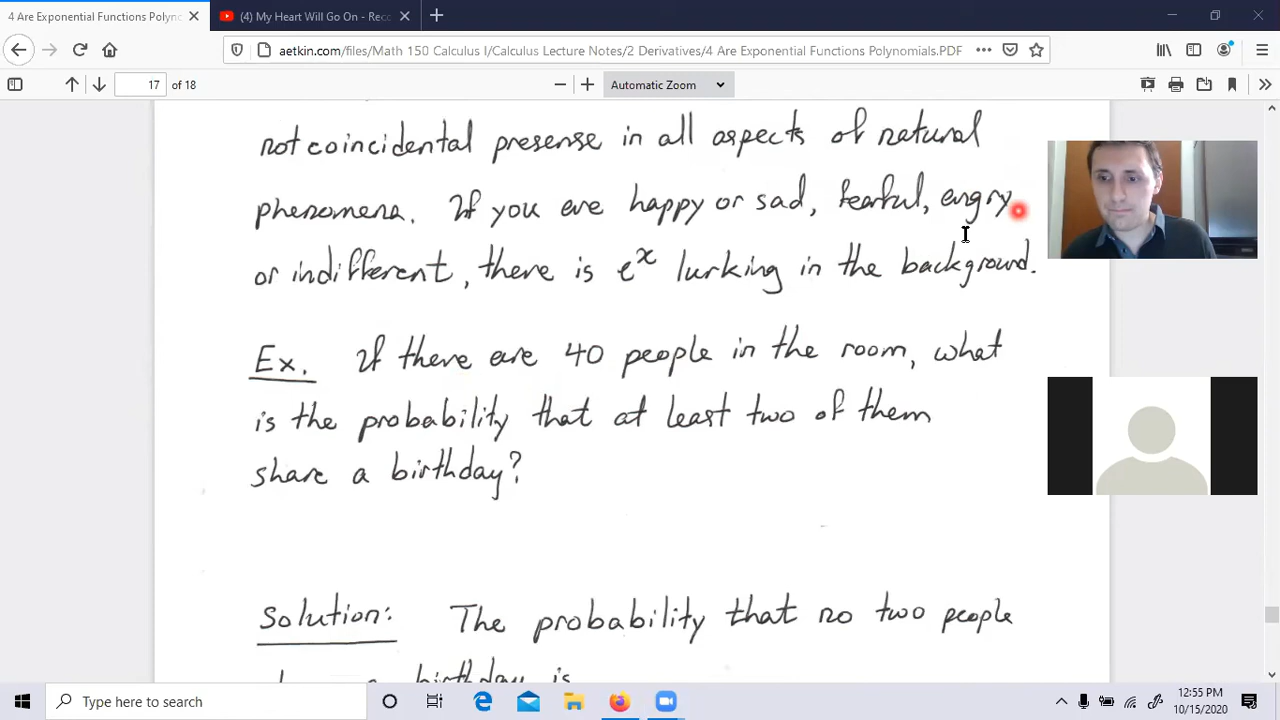 4 Are Exponential Functions Polyno
(4) My Heart Will Go On - Reco
aetkin.com/files/Math 150 Calculus I/Calculus Lecture Notes/2 Derivatives/4 Are Exponential Functions Polynomials.PDF
17 of 18
Automatic Zoom
not coincidental presense in all aspects of natural
phenomena. If you are happy or sad, fearful, angry
or indifferent, there is e^x lurking in the background.
Ex. If there are 40 people in the room, what
is the probability that at least two of them
share a birthday?
Solution: The probability that no two people
birthday is
Type here to search
12:55 PM
10/15/2020